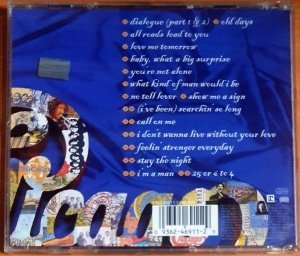 dialogue (part 1 & 2) old days
all roads lead to you
love me tomorrow
baby, what a big surprise
you're not alone
what kind of man would i be
no tell lover show me a sign
(i've been) searchin so long
call on me
i don't wanna live without your love
feelin' stronger everyday
stay the night
i'm a man 25 or 6 to 4
Chicago
0 9362-46911-2 9